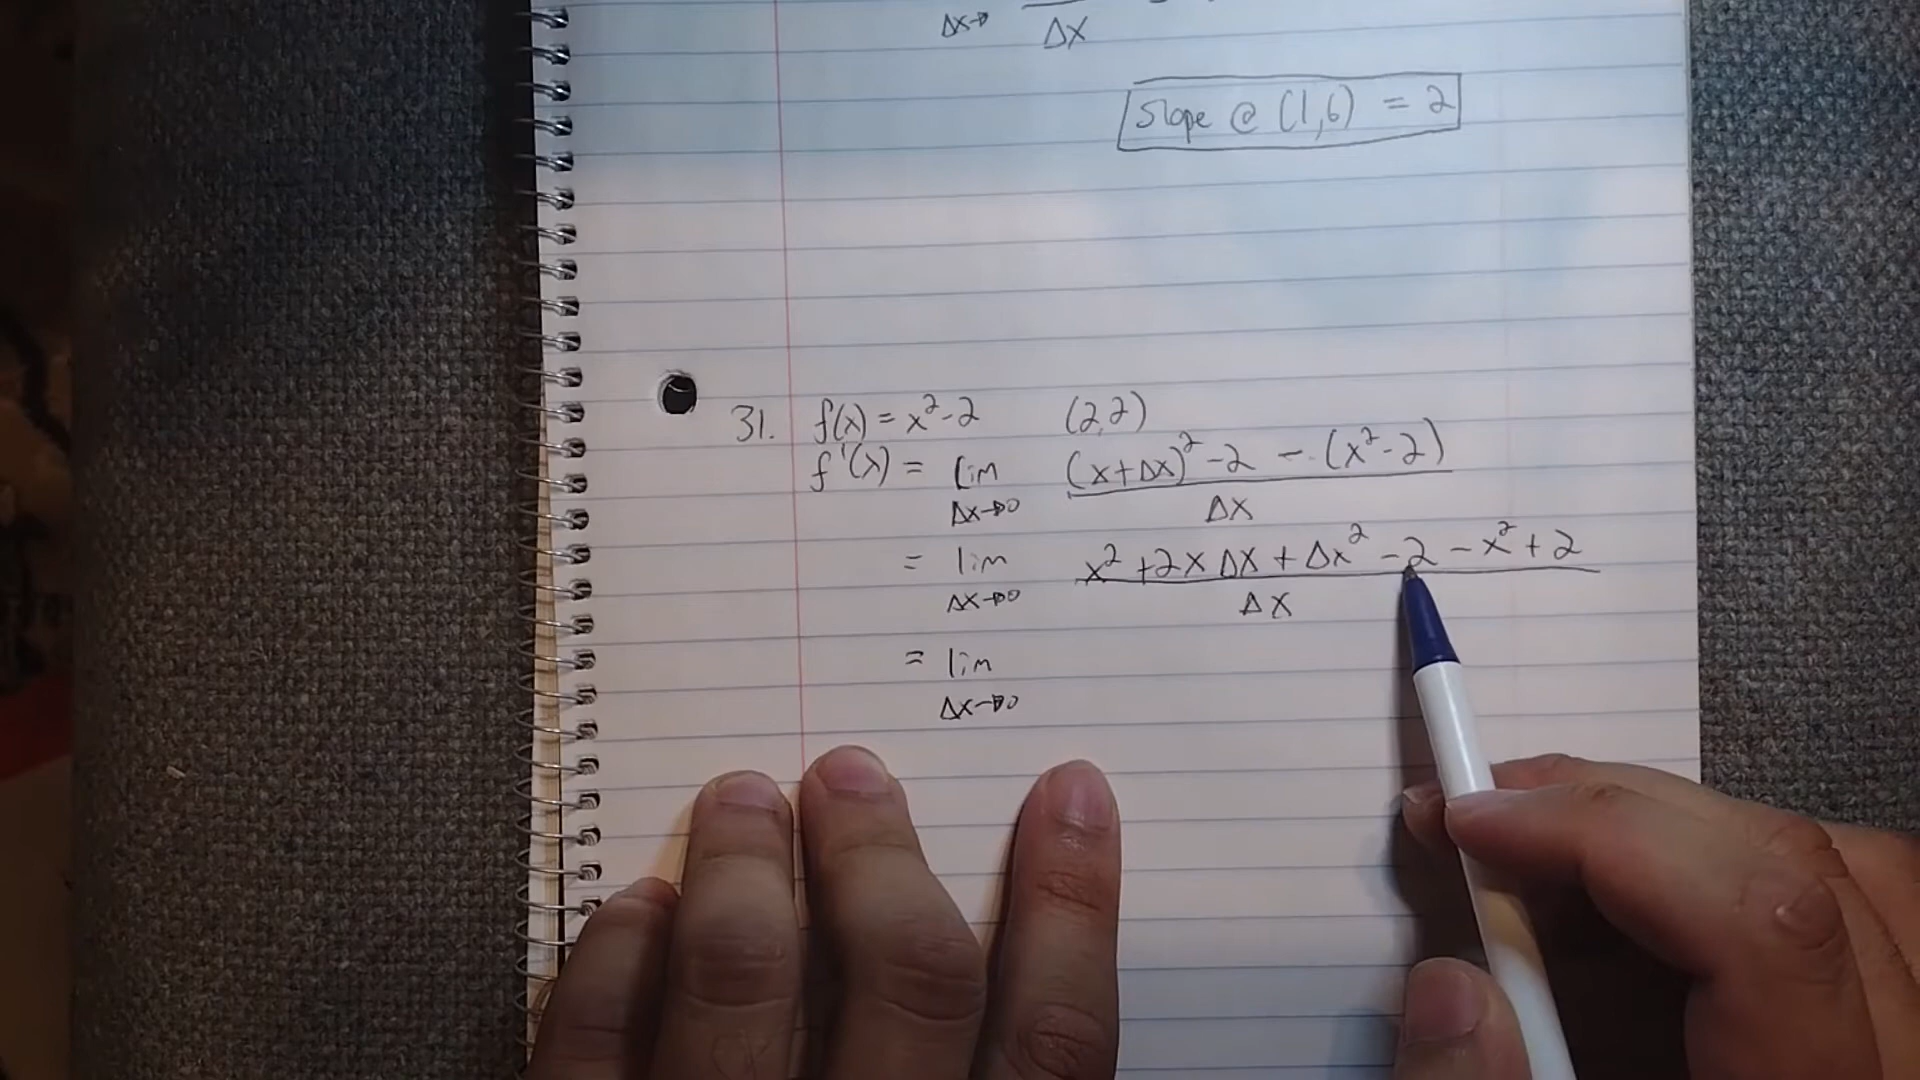 Δx→
Δx
Slope @ (1,6) = 2
31. f(x) = x² - 2 (2,2)
f'(x) = lim (x+Δx)² - 2 - (x² - 2)
Δx→0 Δx
= lim x² + 2xΔx + Δx² - 2 - x² + 2
Δx→0 Δx
= lim
Δx→0